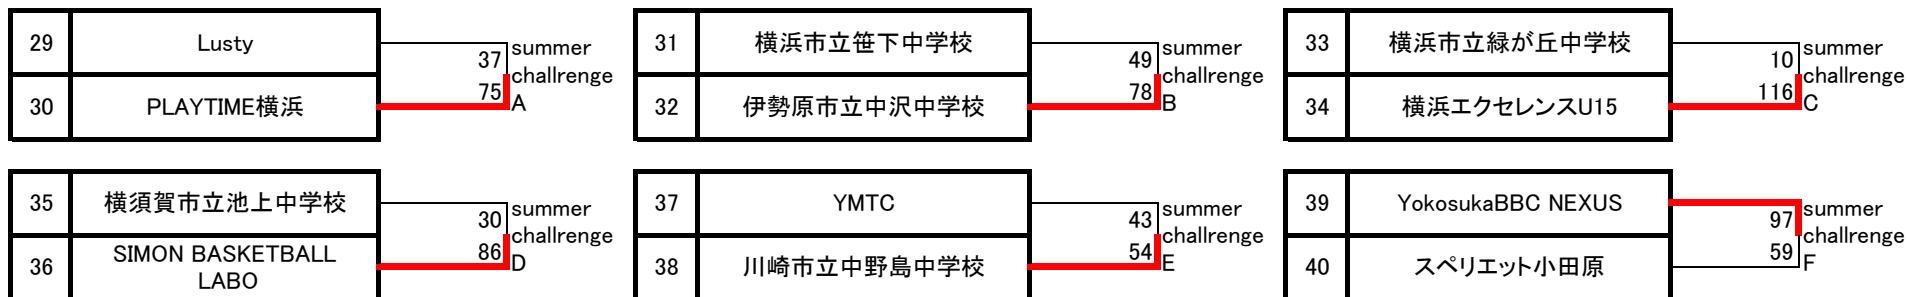 29 Lusty 37 summer
challrenge
30 PLAYTIME横浜 75 A
31 横浜市立笹下中学校 49 summer
challrenge
32 伊勢原市立中沢中学校 78 B
33 横浜市立緑が丘中学校 10 summer
challrenge
34 横浜エクセレンスU15 116 C
35 横須賀市立池上中学校 30 summer
challrenge
36 SIMON BASKETBALL
LABO 86 D
37 YMTC 43 summer
challrenge
38 川崎市立中野島中学校 54 E
39 YokosukaBBC NEXUS 97 summer
challrenge
40 スペリエット小田原 59 F